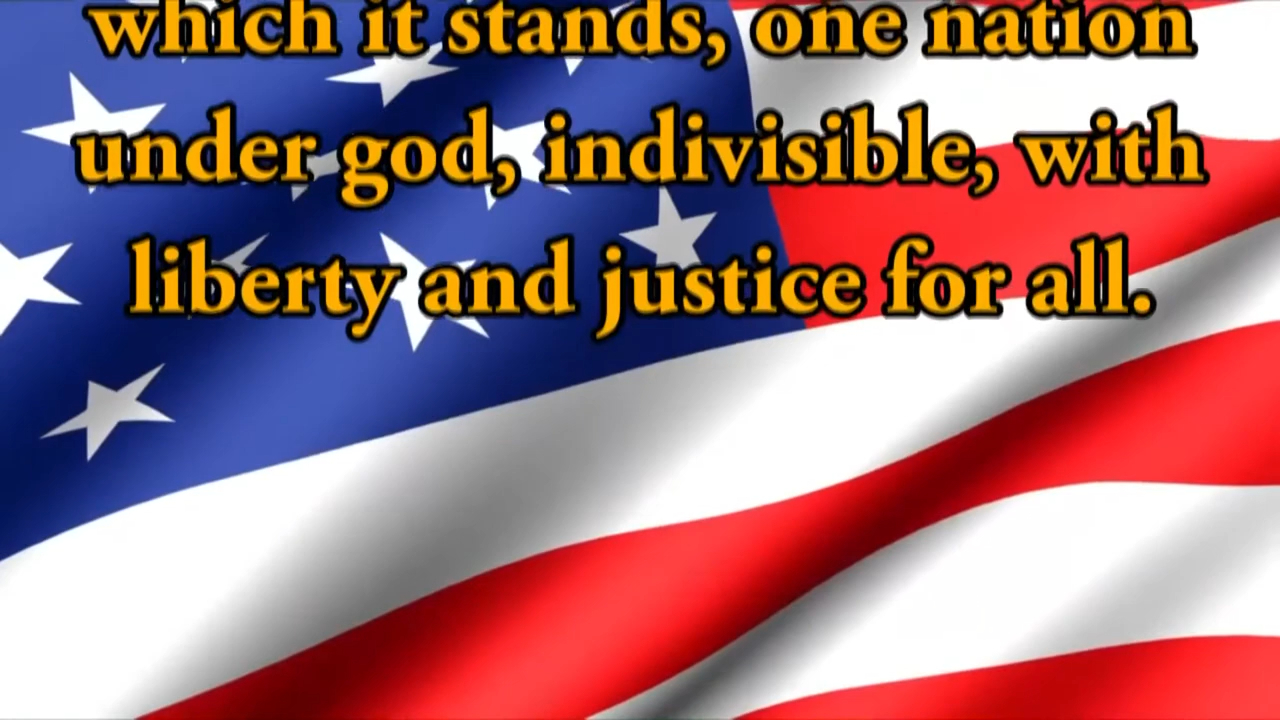 which it stands, one nation
under god, indivisible, with
liberty and justice for all.